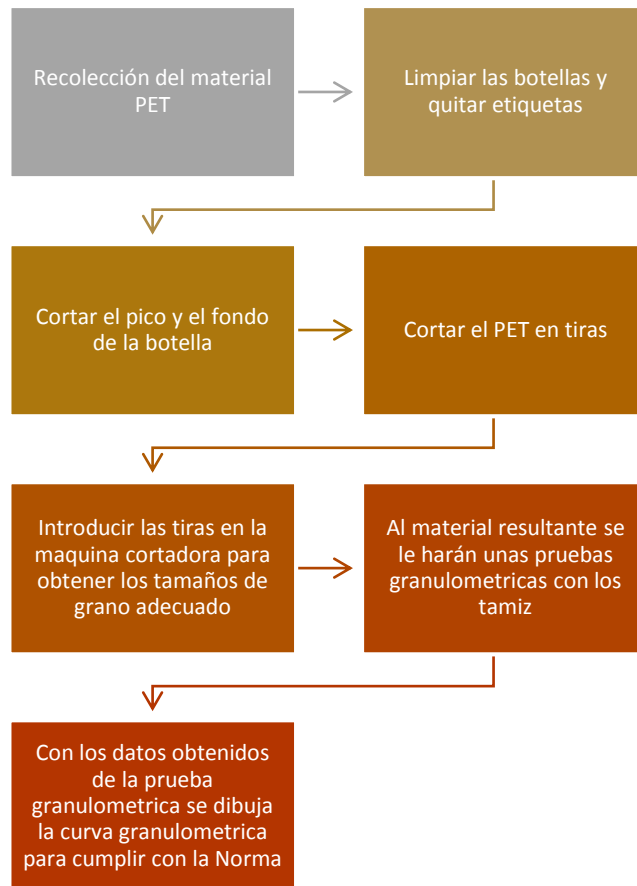 Recolección del material
PET
Limpiar las botellas y
quitar etiquetas
Cortar el pico y el fondo
de la botella
Cortar el PET en tiras
Introducir las tiras en la
maquina cortadora para
obtener los tamaños de
grano adecuado
Al material resultante se
le harán unas pruebas
granulometricas con los
tamiz
Con los datos obtenidos
de la prueba
granulometrica se dibuja
la curva granulometrica
para cumplir con la Norma